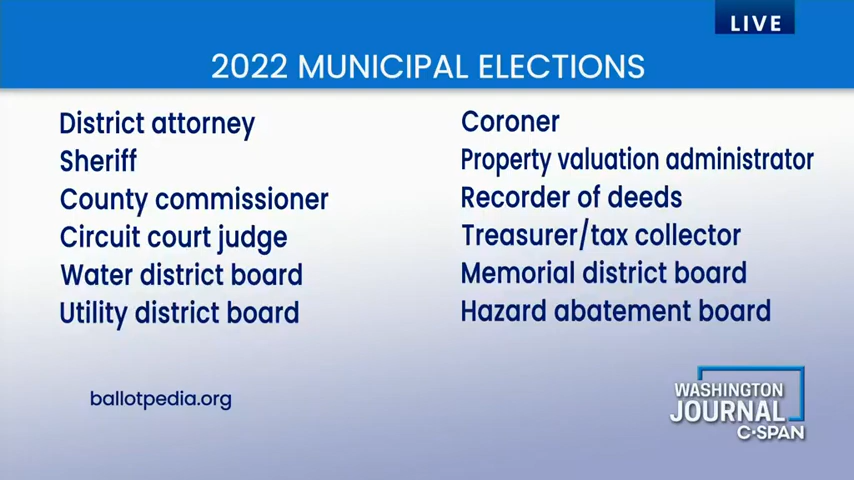 LIVE
2022 MUNICIPAL ELECTIONS
District attorney
Sheriff
County commissioner
Circuit court judge
Water district board
Utility district board
Coroner
Property valuation administrator
Recorder of deeds
Treasurer/tax collector
Memorial district board
Hazard abatement board
ballotpedia.org
WASHINGTON
JOURNAL
C-SPAN